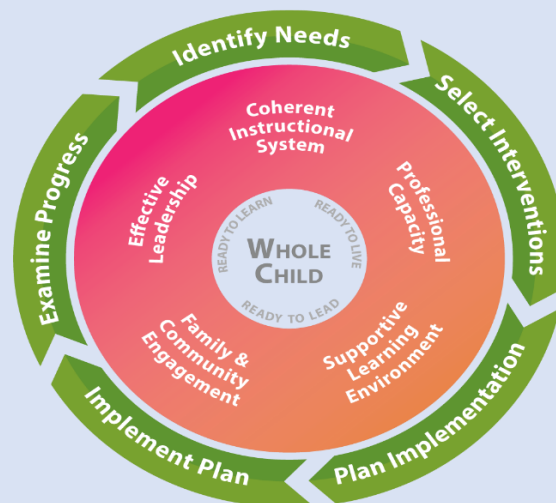 Identify Needs
Select Interventions
Plan Implementation
Implement Plan
Examine Progress
Coherent
Instructional
System
Professional
Capacity
Supportive
Learning
Environment
Family &
Community
Engagement
Effective
Leadership
READY TO LEARN
READY TO LIVE
READY TO LEAD
WHOLE
CHILD